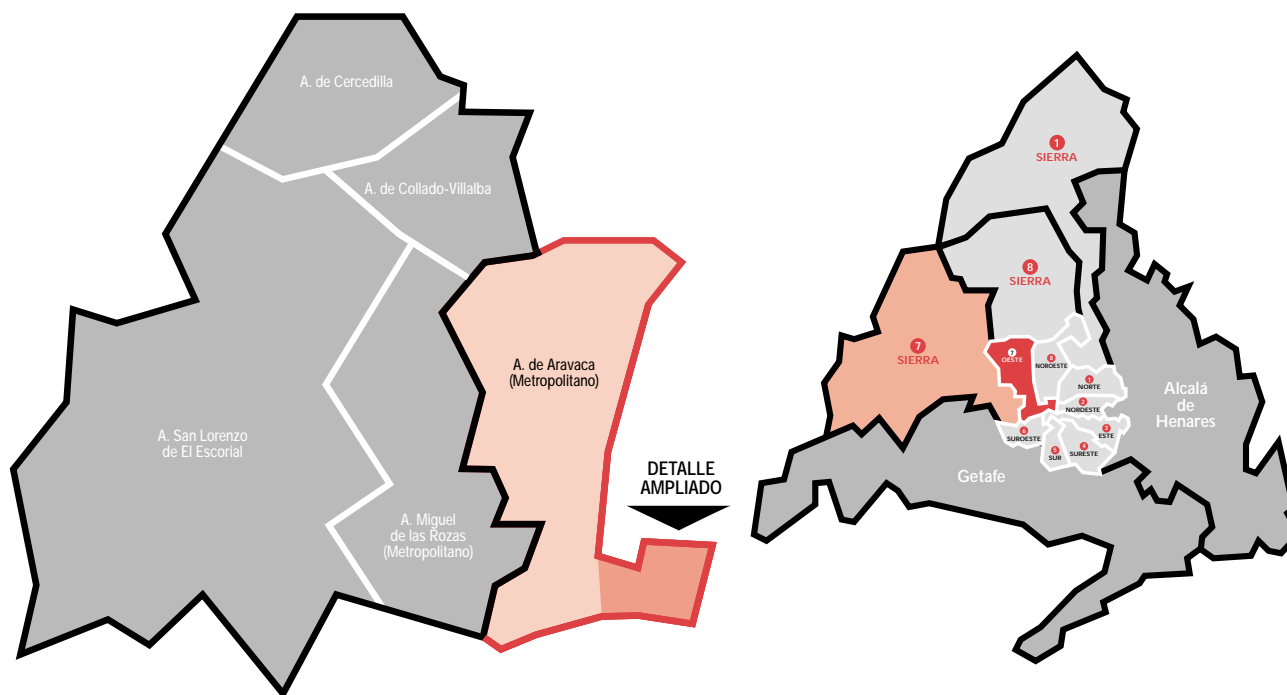 A. de Cercedilla
A. de Collado-Villalba
A. de Aravaca
(Metropolitano)
A. San Lorenzo
de El Escorial
A. Miguel
de las Rozas
(Metropolitano)
DETALLE
AMPLIADO
1
SIERRA
8
SIERRA
7
SIERRA
7
OESTE
8
NOROESTE
1
NORTE
2
NORDESTE
3
ESTE
4
SURESTE
5
SUR
6
SUROESTE
Alcalá
de
Henares
Getafe